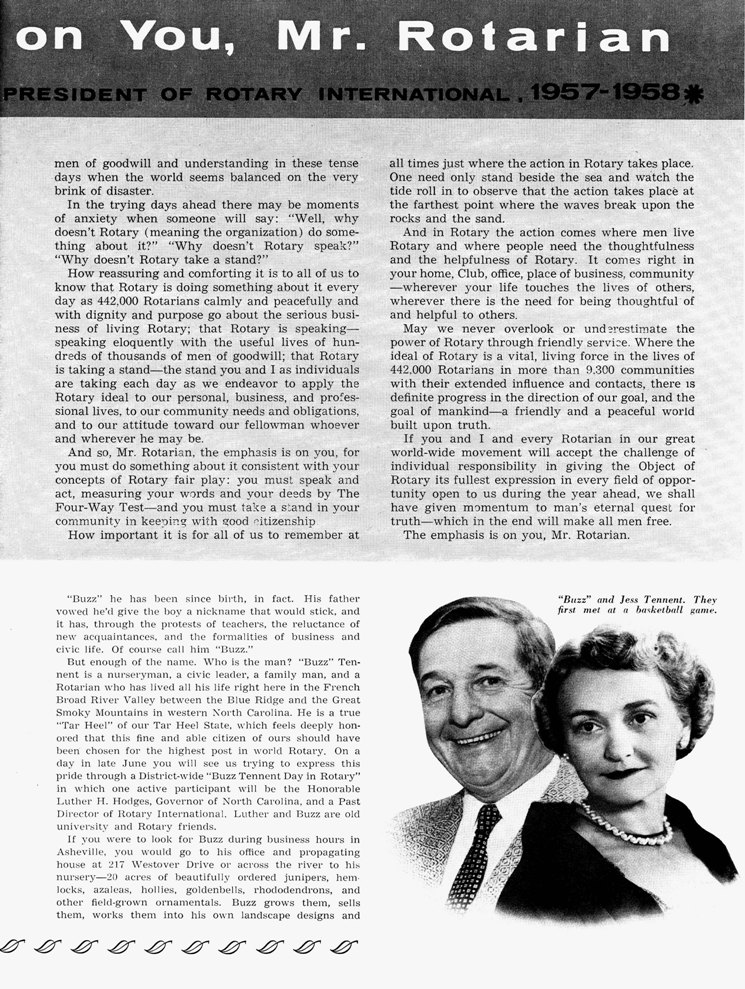 on You, Mr. Rotarian
PRESIDENT OF ROTARY INTERNATIONAL, 1957-1958*
men of goodwill and understanding in these tense
days when the world seems balanced on the very
brink of disaster.
In the trying days ahead there may be moments
of anxiety when someone will say: “Well, why
doesn't Rotary (meaning the organization) do some-
thing about it?” “Why doesn't Rotary speak?”
“Why doesn't Rotary take a stand?”
How reassuring and comforting it is to all of us to
know that Rotary is doing something about it every
day as 442,000 Rotarians calmly and peacefully and
with dignity and purpose go about the serious busi-
ness of living Rotary; that Rotary is speaking—
speaking eloquently with the useful lives of hun-
dreds of thousands of men of goodwill; that Rotary
is taking a stand—the stand you and I as individuals
are taking each day as we endeavor to apply the
Rotary ideal to our personal, business, and profes-
sional lives, to our community needs and obligations,
and to our attitude toward our fellowman whoever
and wherever he may be.
And so, Mr. Rotarian, the emphasis is on you, for
you must do something about it consistent with your
concepts of Rotary fair play: you must speak and
act, measuring your words and your deeds by The
Four-Way Test—and you must take a stand in your
community in keeping with good citizenship
How important it is for all of us to remember at
all times just where the action in Rotary takes place.
One need only stand beside the sea and watch the
tide roll in to observe that the action takes place at
the farthest point where the waves break upon the
rocks and the sand.
And in Rotary the action comes where men live
Rotary and where people need the thoughtfulness
and the helpfulness of Rotary. It comes right in
your home, Club, office, place of business, community
—wherever your life touches the lives of others,
wherever there is the need for being thoughtful of
and helpful to others.
May we never overlook or underestimate the
power of Rotary through friendly service. Where the
ideal of Rotary is a vital, living force in the lives of
442,000 Rotarians in more than 9,300 communities
with their extended influence and contacts, there is
definite progress in the direction of our goal, and the
goal of mankind—a friendly and a peaceful world
built upon truth.
If you and I and every Rotarian in our great
world-wide movement will accept the challenge of
individual responsibility in giving the Object of
Rotary its fullest expression in every field of oppor-
tunity open to us during the year ahead, we shall
have given momentum to man's eternal quest for
truth—which in the end will make all men free.
The emphasis is on you, Mr. Rotarian.
“Buzz” he has been since birth, in fact. His father
vowed he'd give the boy a nickname that would stick, and
it has, through the protests of teachers, the reluctance of
new acquaintances, and the formalities of business and
civic life. Of course call him “Buzz.”
But enough of the name. Who is the man? “Buzz” Ten-
nent is a nurseryman, a civic leader, a family man, and a
Rotarian who has lived all his life right here in the French
Broad River Valley between the Blue Ridge and the Great
Smoky Mountains in western North Carolina. He is a true
“Tar Heel” of our Tar Heel State, which feels deeply hon-
ored that this fine and able citizen of ours should have
been chosen for the highest post in world Rotary. On a
day in late June you will see us trying to express this
pride through a District-wide “Buzz Tennent Day in Rotary”
in which one active participant will be the Honorable
Luther H. Hodges, Governor of North Carolina, and a Past
Director of Rotary International. Luther and Buzz are old
university and Rotary friends.
If you were to look for Buzz during business hours in
Asheville, you would go to his office and propagating
house at 217 Westover Drive or across the river to his
nursery—20 acres of beautifully ordered junipers, hem-
locks, azaleas, hollies, goldenbells, rhododendrons, and
other field-grown ornamentals. Buzz grows them, sells
them, works them into his own landscape designs and
“Buzz” and Jess Tennent. They
first met at a basketball game.